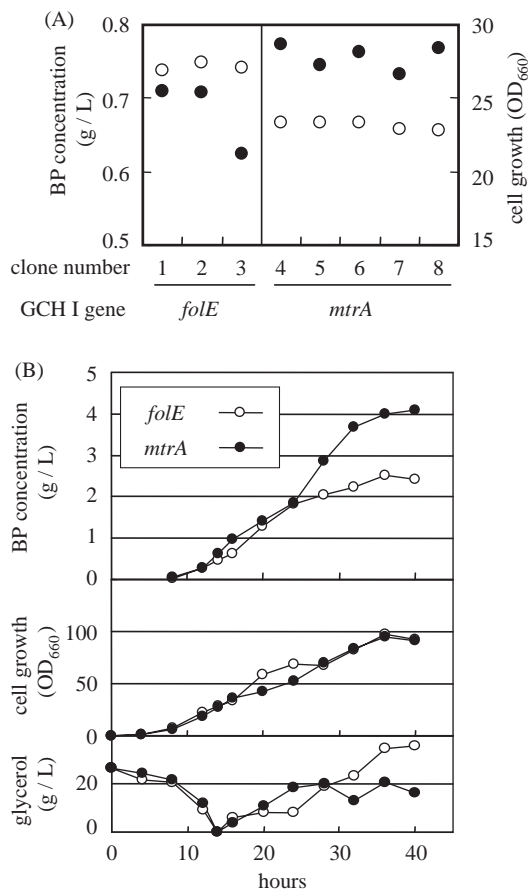 (A)
0.8
0.7
0.6
0.5
BP concentration
(g / L)
30
25
20
15
cell growth (OD660)
clone number 1 2 3 4 5 6 7 8
GCH I gene folE mtrA
(B)
5
4
3
2
1
0
BP concentration
(g / L)
folE
mtrA
100
50
0
cell growth
(OD660)
20
0
glycerol
(g / L)
0 10 20 30 40
hours